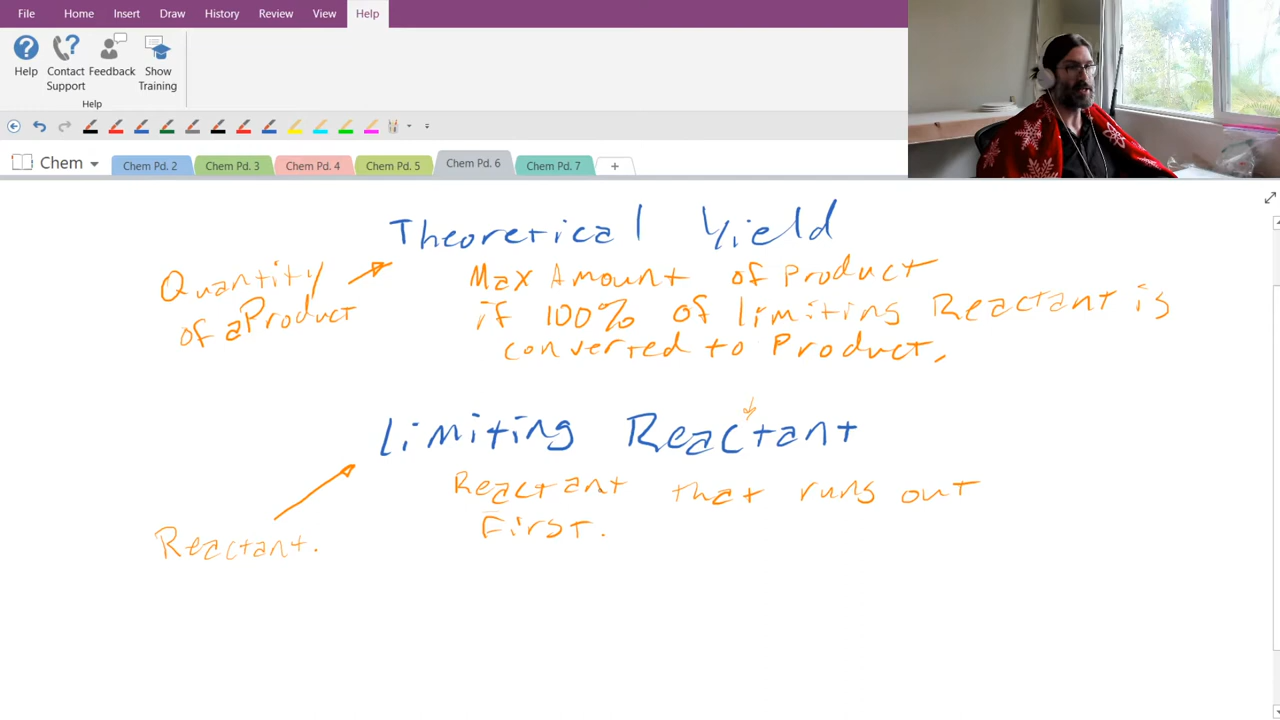 File Home Insert Draw History Review View Help
Help Contact Support Feedback Show Training
Help
Chem Chem Pd. 2 Chem Pd. 3 Chem Pd. 4 Chem Pd. 5 Chem Pd. 6 Chem Pd. 7
Theoretical Yield
Quantity
of a Product
Max Amount of Product
if 100% of limiting Reactant is
converted to Product.
Limiting Reactant
Reactant that runs out
First.
Reactant.